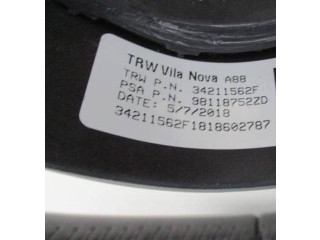 TRW Vila Nova A88
TRW P.N. 34211562F
PSA P.N. 98118752ZD
DATE: 5/7/2018
34211562F1818602787